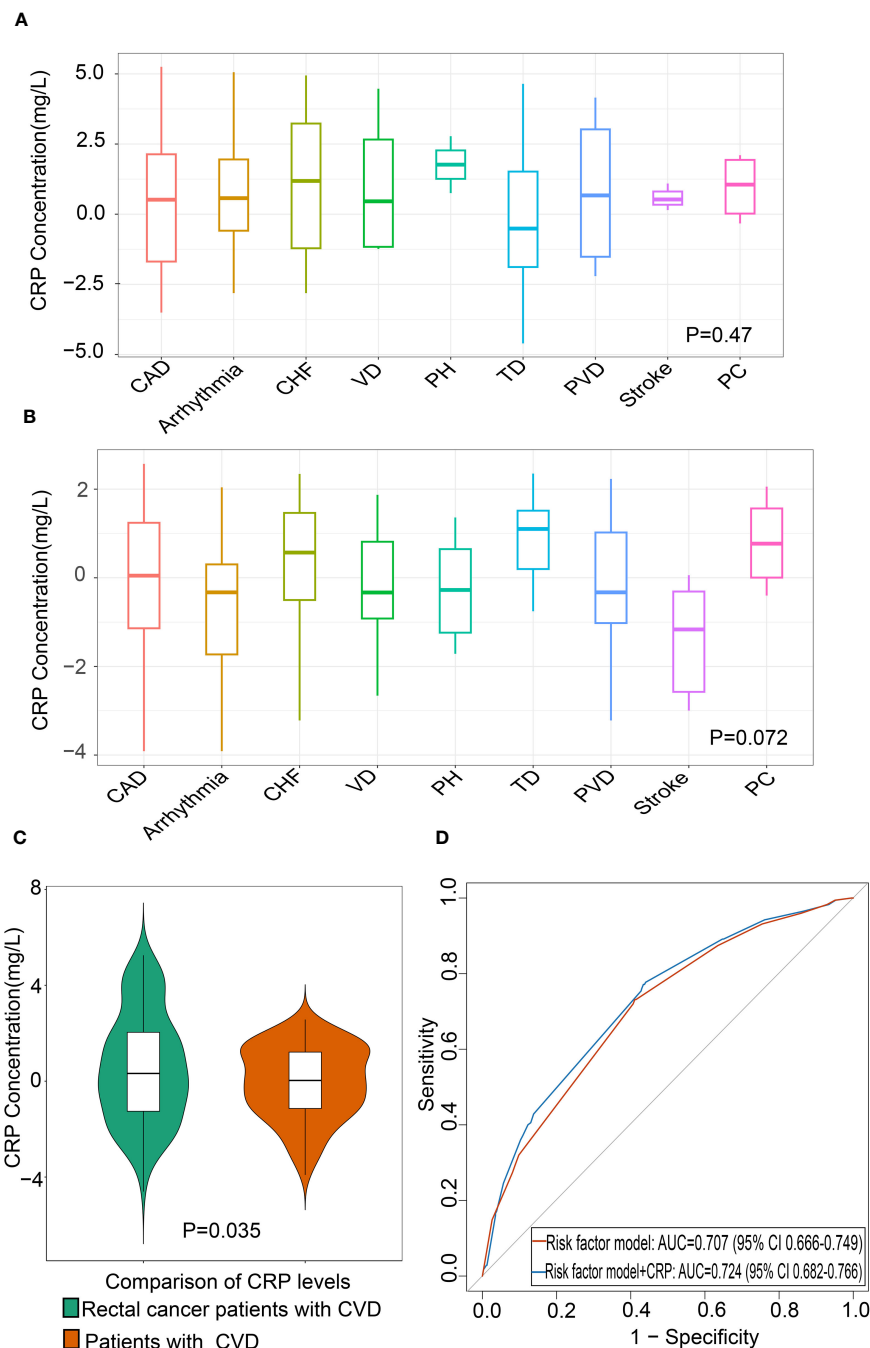 A
CRP Concentration(mg/L)
5.0
2.5
0.0
−2.5
−5.0
P=0.47
CAD
Arrhythmia
CHF
VD
PH
TD
PVD
Stroke
PC
B
CRP Concentration(mg/L)
2
0
−2
−4
P=0.072
CAD
Arrhythmia
CHF
VD
PH
TD
PVD
Stroke
PC
C
CRP Concentration(mg/L)
8
4
0
−4
P=0.035
Comparison of CRP levels
Rectal cancer patients with CVD
Patients with CVD
D
Sensitivity
1.0
0.8
0.6
0.4
0.2
0.0
Risk factor model: AUC=0.707 (95% CI 0.666-0.749)
Risk factor model+CRP: AUC=0.724 (95% CI 0.682-0.766)
0.0
0.2
0.4
0.6
0.8
1.0
1 − Specificity